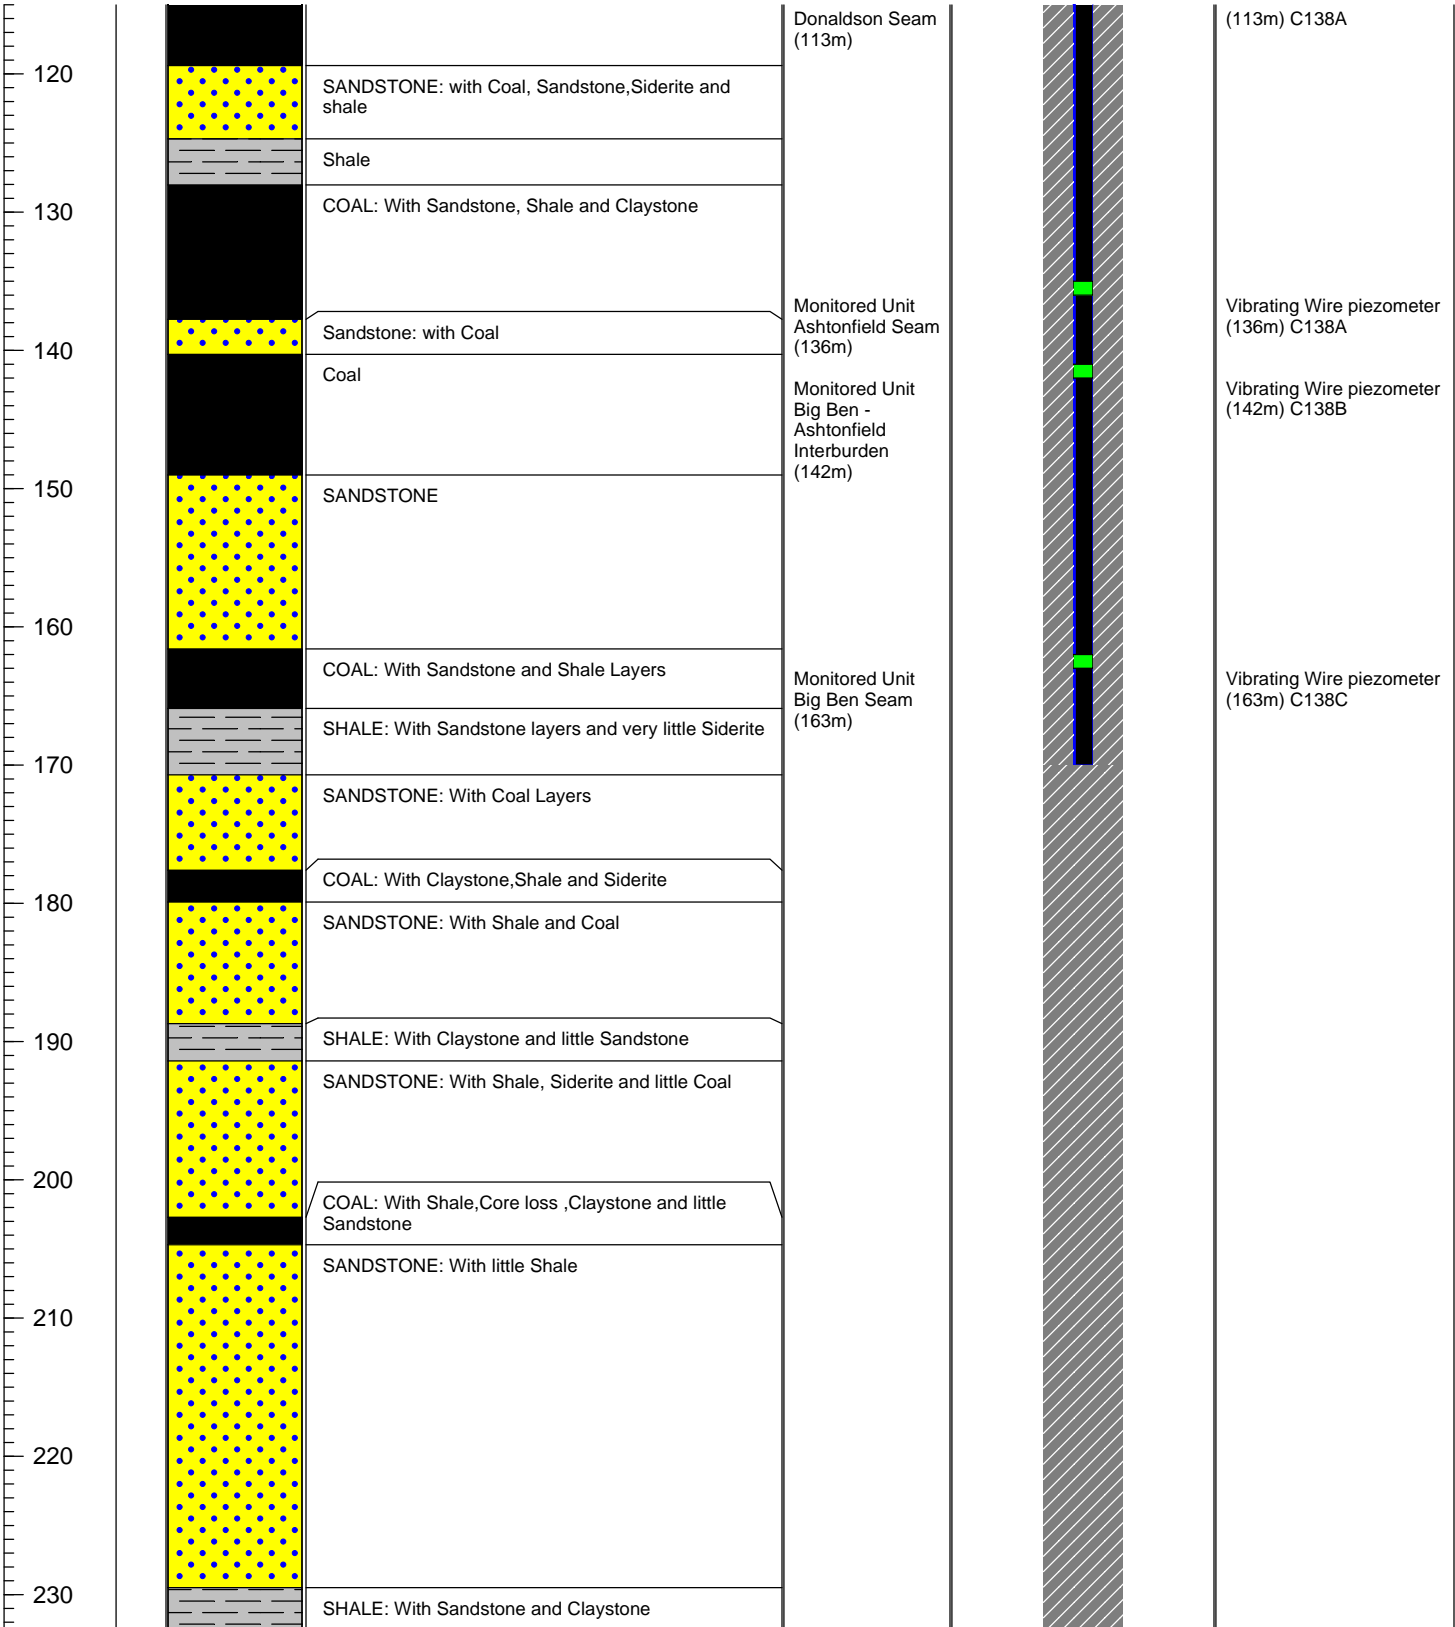 Donaldson Seam
(113m)
(113m) C138A
120
SANDSTONE: with Coal, Sandstone,Siderite and
shale
Shale
130
COAL: With Sandstone, Shale and Claystone
Monitored Unit
Ashtonfield Seam
(136m)
Vibrating Wire piezometer
(136m) C138A
Sandstone: with Coal
140
Coal
Monitored Unit
Big Ben -
Ashtonfield
Interburden
(142m)
Vibrating Wire piezometer
(142m) C138B
150
SANDSTONE
160
COAL: With Sandstone and Shale Layers
Monitored Unit
Big Ben Seam
(163m)
Vibrating Wire piezometer
(163m) C138C
SHALE: With Sandstone layers and very little Siderite
170
SANDSTONE: With Coal Layers
COAL: With Claystone,Shale and Siderite
180
SANDSTONE: With Shale and Coal
190
SHALE: With Claystone and little Sandstone
SANDSTONE: With Shale, Siderite and little Coal
200
COAL: With Shale,Core loss ,Claystone and little
Sandstone
SANDSTONE: With little Shale
210
220
230
SHALE: With Sandstone and Claystone